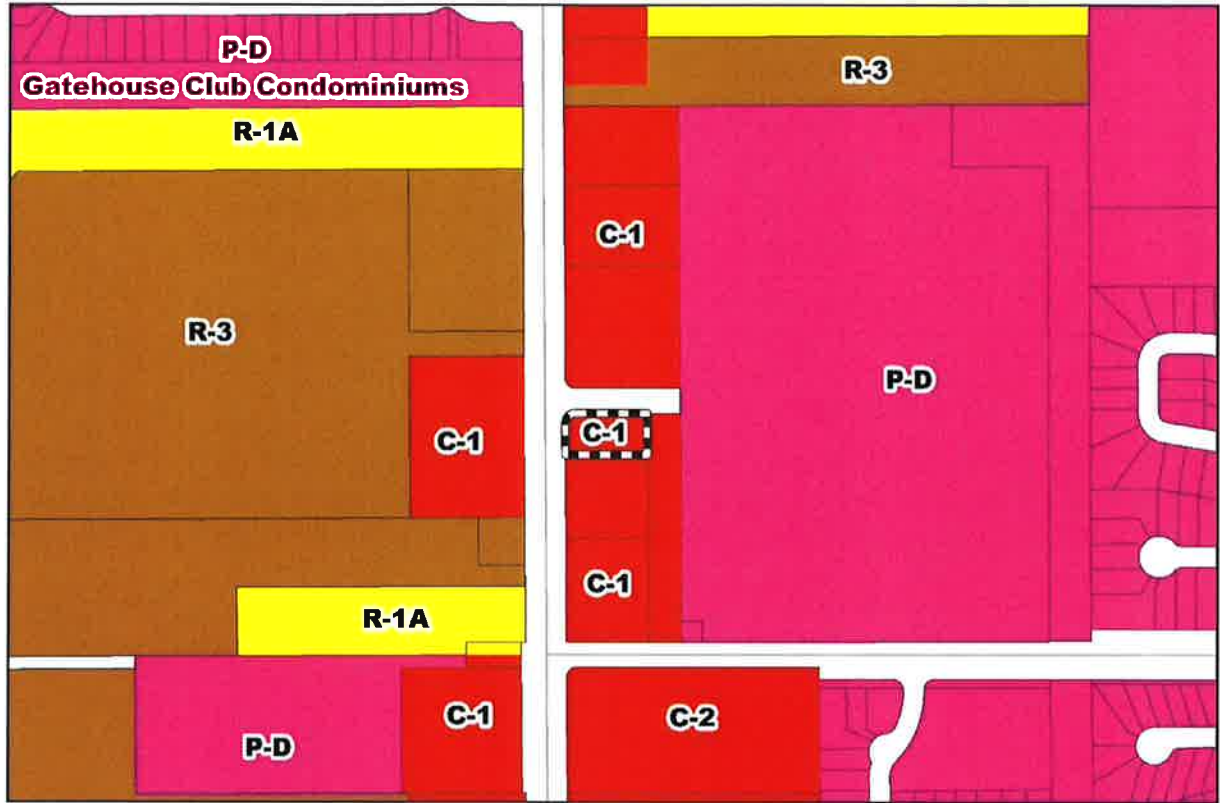 P-D
Gatehouse Club Condominiums
R-3
R-1A
C-1
R-3
P-D
C-1
C-1
C-1
R-1A
C-1
C-2
P-D